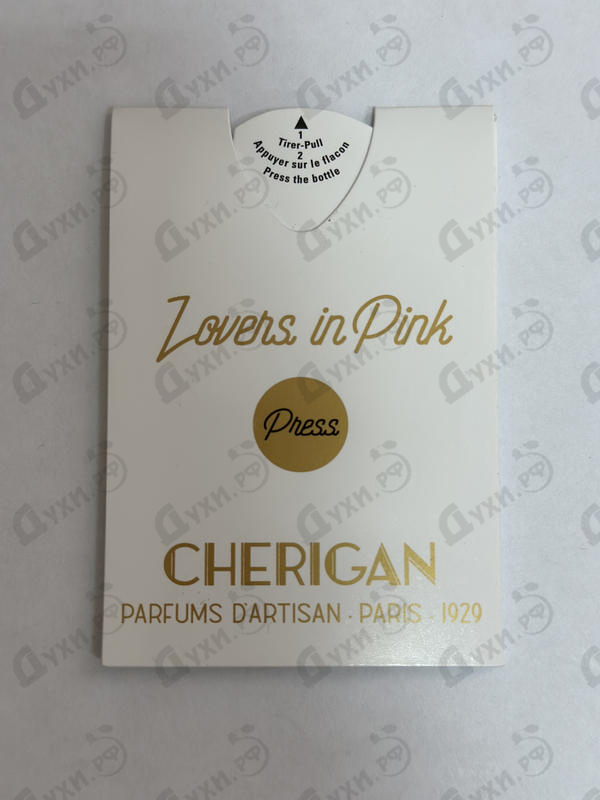 1
Tirer-Pull
2
Appuyer sur le flacon
Press the bottle
Lovers in Pink
Press
CHERIGAN
PARFUMS D'ARTISAN · PARIS · 1929
Духи.рф